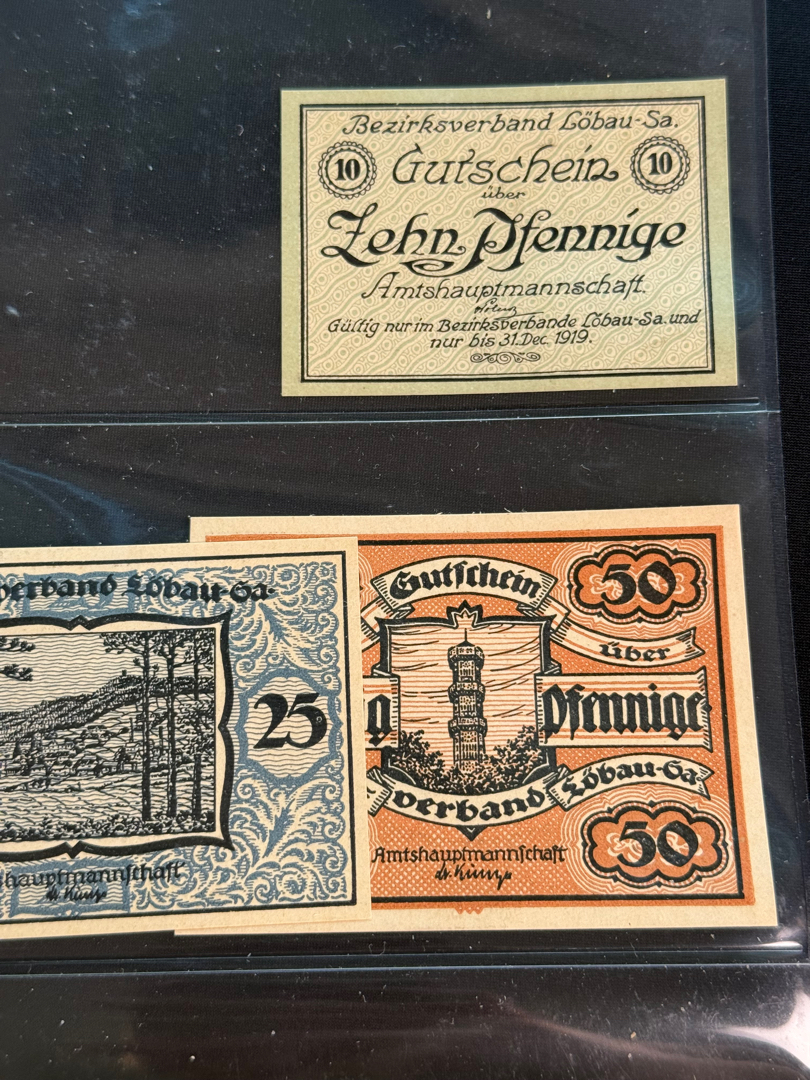 Bezirksverband Löbau-Sa.
10 Gutschein 10
über
Zehn Pfennige
Amtshauptmannschaft.
Gültig nur im Bezirksverbande Löbau-Sa. und
nur bis 31. Dec. 1919.
verband Löbau-Sa.
25
hauptmannschaft
Gutschein
50
über
g Pfennige
verband Löbau-Sa.
50
Amtshauptmannschaft